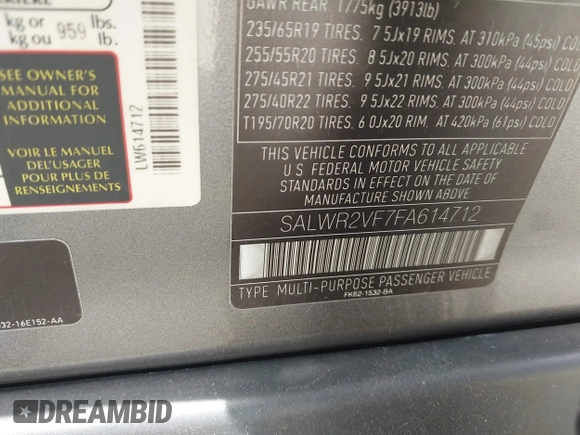 kg or 959 lbs.
kg ou lb.
SEE OWNER'S
MANUAL FOR
ADDITIONAL
INFORMATION
VOIR LE MANUEL
DEL'USAGER
POUR PLUS DE
RENSEIGNEMENTS
LW614712
GAWR REAR 1775kg (3913lb)
235/65R19 TIRES. 7 5Jx19 RIMS. AT 310kPa (45psi) COLD
255/55R20 TIRES. 8 5Jx20 RIMS. AT 300kPa (44psi) COLD
275/45R21 TIRES. 9 5Jx21 RIMS. AT 300kPa (44psi) COLD
275/40R22 TIRES. 9 5Jx22 RIMS. AT 300kPa (44psi) COLD
T195/70R20 TIRES. 6 0Jx20 RIM. AT 420kPa (61psi) COLD
THIS VEHICLE CONFORMS TO ALL APPLICABLE
U S FEDERAL MOTOR VEHICLE SAFETY
STANDARDS IN EFFECT ON THE DATE OF
MANUFACTURE SHOWN ABOVE
SALWR2VF7FA614712
TYPE MULTI-PURPOSE PASSENGER VEHICLE
FK62-1532-BA
32-16E152-AA
DREAMBID